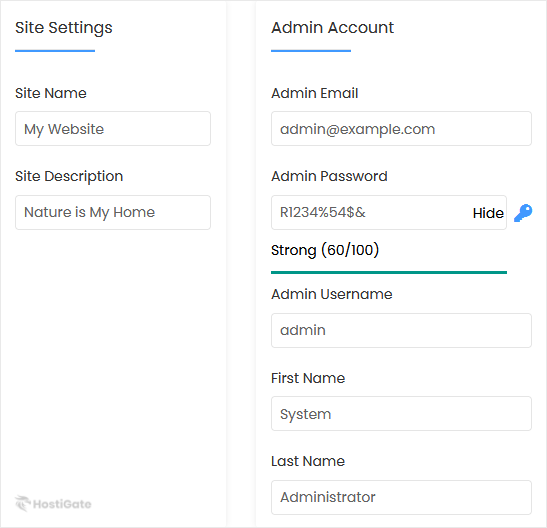 Site Settings
Site Name
My Website
Site Description
Nature is My Home
HostiGate
Admin Account
Admin Email
admin@example.com
Admin Password
R1234%54$& Hide
Strong (60/100)
Admin Username
admin
First Name
System
Last Name
Administrator